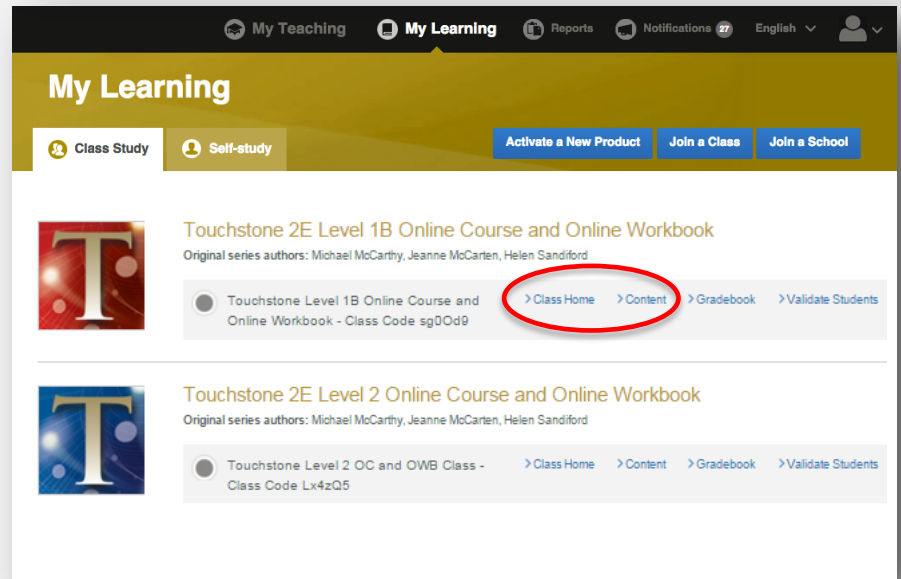 My Teaching My Learning Reports Notifications 27 English
My Learning
Class Study Self-study Activate a New Product Join a Class Join a School
T
Touchstone 2E Level 1B Online Course and Online Workbook
Original series authors: Michael McCarthy, Jeanne McCarten, Helen Sandiford
Touchstone Level 1B Online Course and
Online Workbook - Class Code sg0Od9
>Class Home >Content >Gradebook >Validate Students
T
Touchstone 2E Level 2 Online Course and Online Workbook
Original series authors: Michael McCarthy, Jeanne McCarten, Helen Sandiford
Touchstone Level 2 OC and OWB Class -
Class Code Lx4zQ5
>Class Home >Content >Gradebook >Validate Students